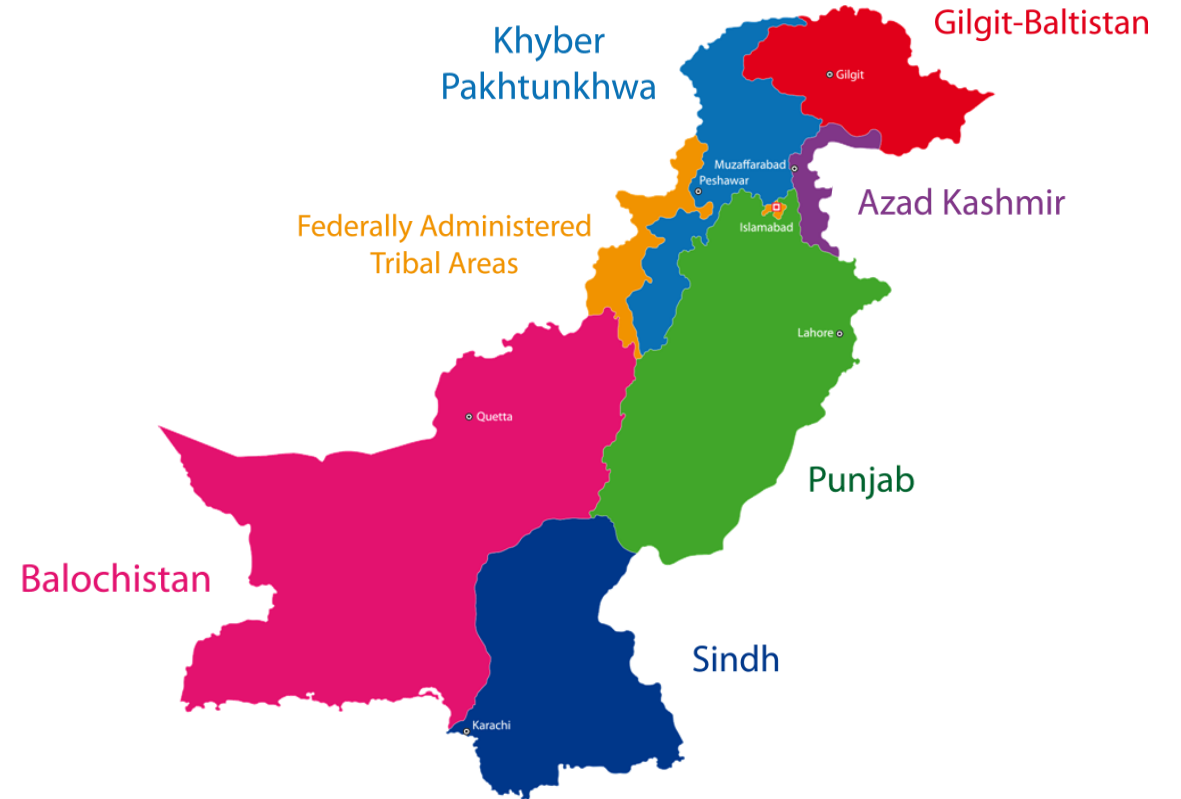 Gilgit-Baltistan
Khyber
Pakhtunkhwa
Gilgit
Muzaffarabad
Peshawar
Azad Kashmir
Federally Administered
Tribal Areas
Islamabad
Lahore
Quetta
Punjab
Balochistan
Sindh
Karachi